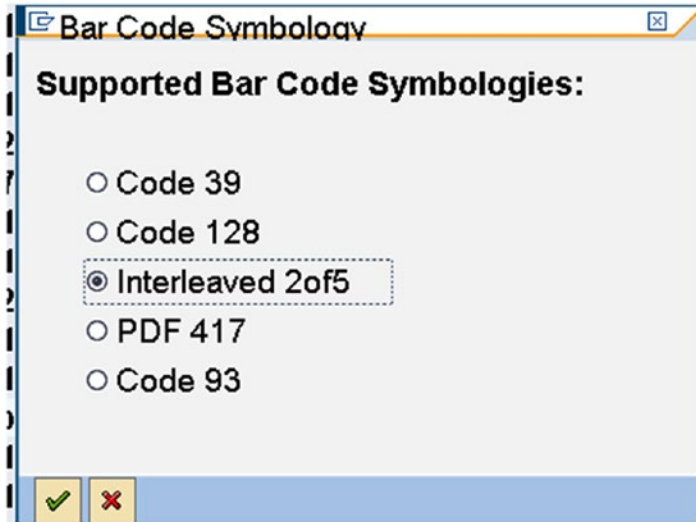 Bar Code Symbology
Supported Bar Code Symbologies:
Code 39
Code 128
Interleaved 2of5
PDF 417
Code 93